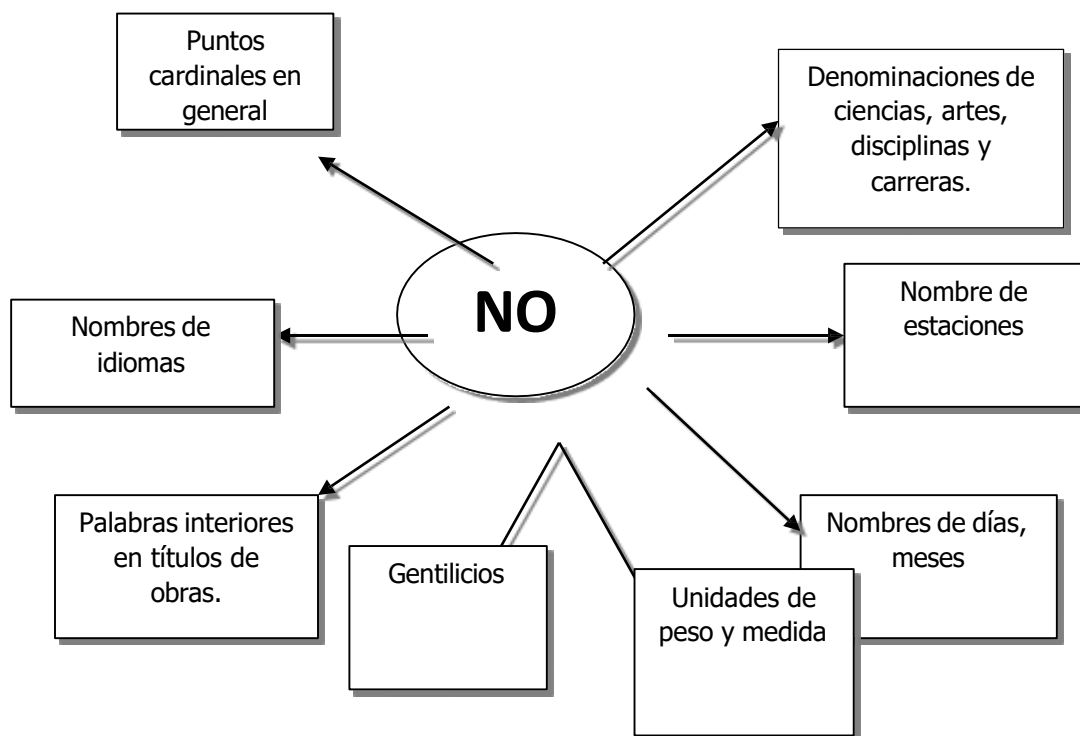 Puntos
cardinales en
general
Denominaciones de
ciencias, artes,
disciplinas y
carreras.
NO
Nombres de
idiomas
Nombre de
estaciones
Palabras interiores
en títulos de
obras.
Gentilicios
Unidades de
peso y medida
Nombres de días,
meses